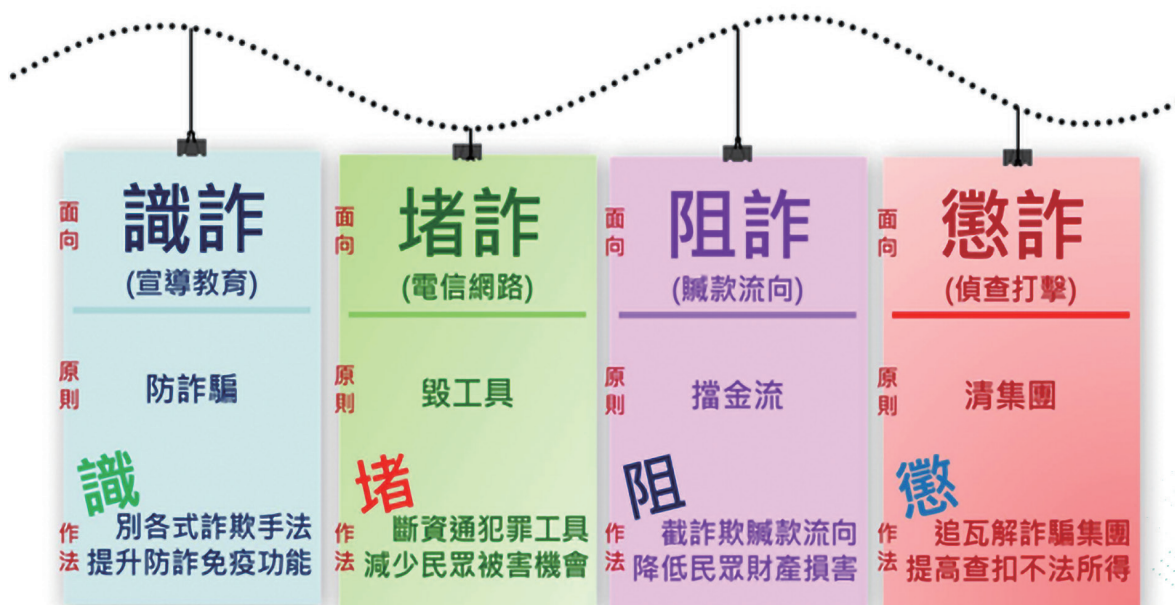 面向
識詐
(宣導教育)
原則
防詐騙
作法
識別各式詐欺手法
提升防詐免疫功能
面向
堵詐
(電信網路)
原則
毀工具
作法
堵斷資通犯罪工具
減少民眾被害機會
面向
阻詐
(贓款流向)
原則
擋金流
作法
阻截詐欺贓款流向
降低民眾財產損害
面向
懲詐
(偵查打擊)
原則
清集團
作法
懲追瓦解詐騙集團
提高查扣不法所得